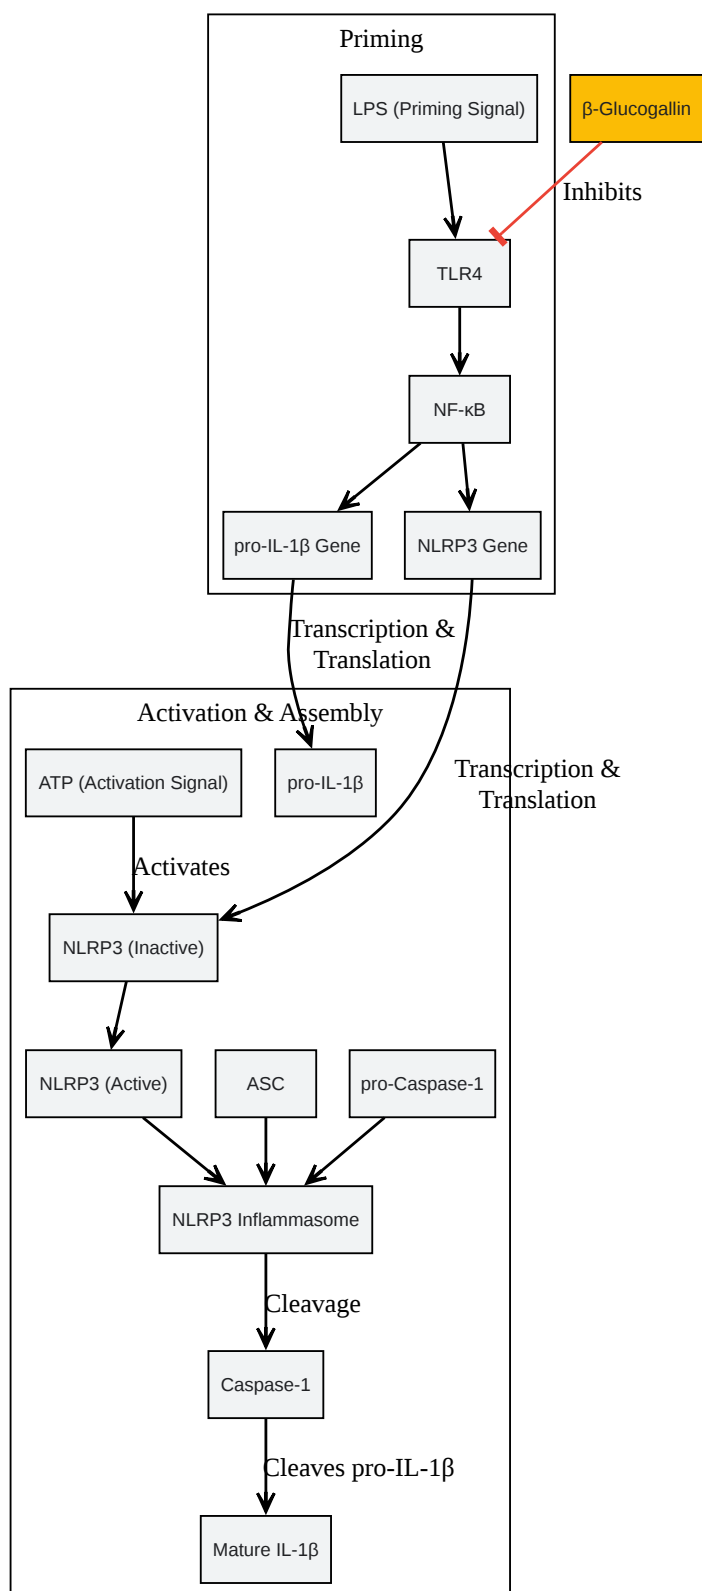 Priming
LPS (Priming Signal)
β-Glucogallin
Inhibits
TLR4
NF-κB
pro-IL-1β Gene
NLRP3 Gene
Transcription &
Translation
Activation & Assembly
ATP (Activation Signal)
pro-IL-1β
Transcription &
Translation
Activates
NLRP3 (Inactive)
NLRP3 (Active)
ASC
pro-Caspase-1
NLRP3 Inflammasome
Cleavage
Caspase-1
Cleaves pro-IL-1β
Mature IL-1β